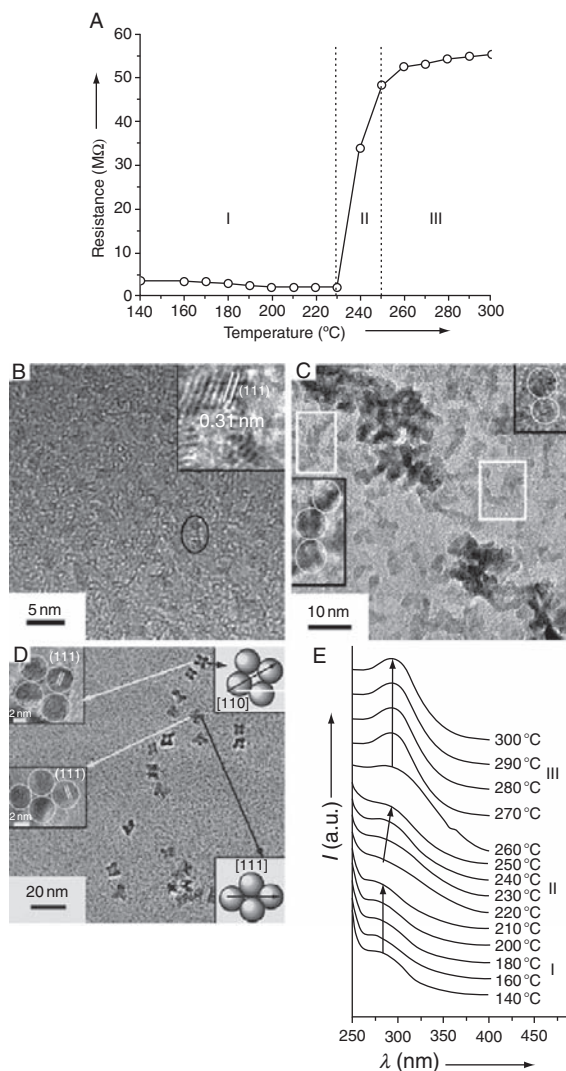 A
60
50
40
30
20
10
0
Resistance (MΩ)
I
II
III
140 160 180 200 220 240 260 280 300
Temperature (ºC)
B
(111)
0.31 nm
5 nm
C
10 nm
D
(111)
2 nm
[110]
(111)
2 nm
[111]
20 nm
E
I (a.u.)
300 °C
290 °C
III
280 °C
270 °C
260 °C
250 °C
240 °C
II
230 °C
220 °C
210 °C
200 °C
180 °C
I
160 °C
140 °C
250 300 350 400 450
λ (nm)